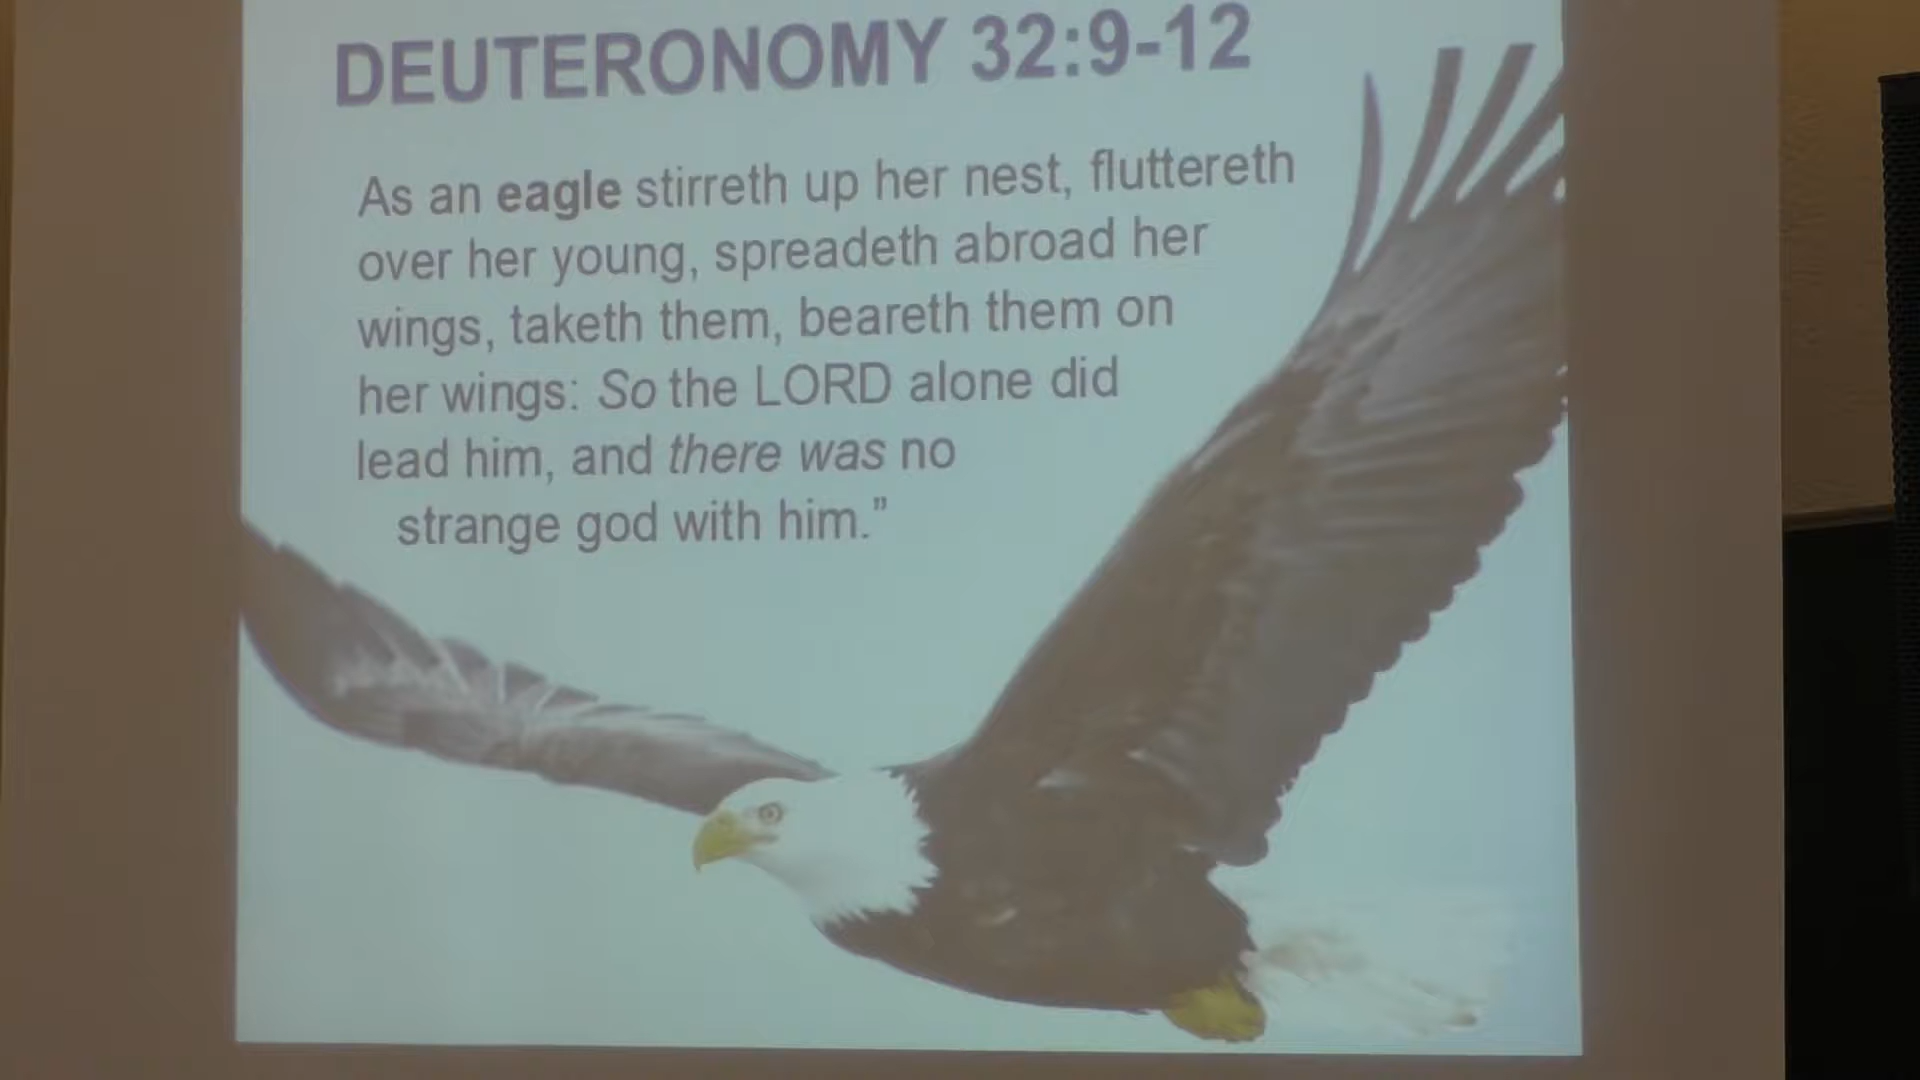 DEUTERONOMY 32:9-12
As an eagle stirreth up her nest, fluttereth
over her young, spreadeth abroad her
wings, taketh them, beareth them on
her wings: So the LORD alone did
lead him, and there was no
strange god with him.”